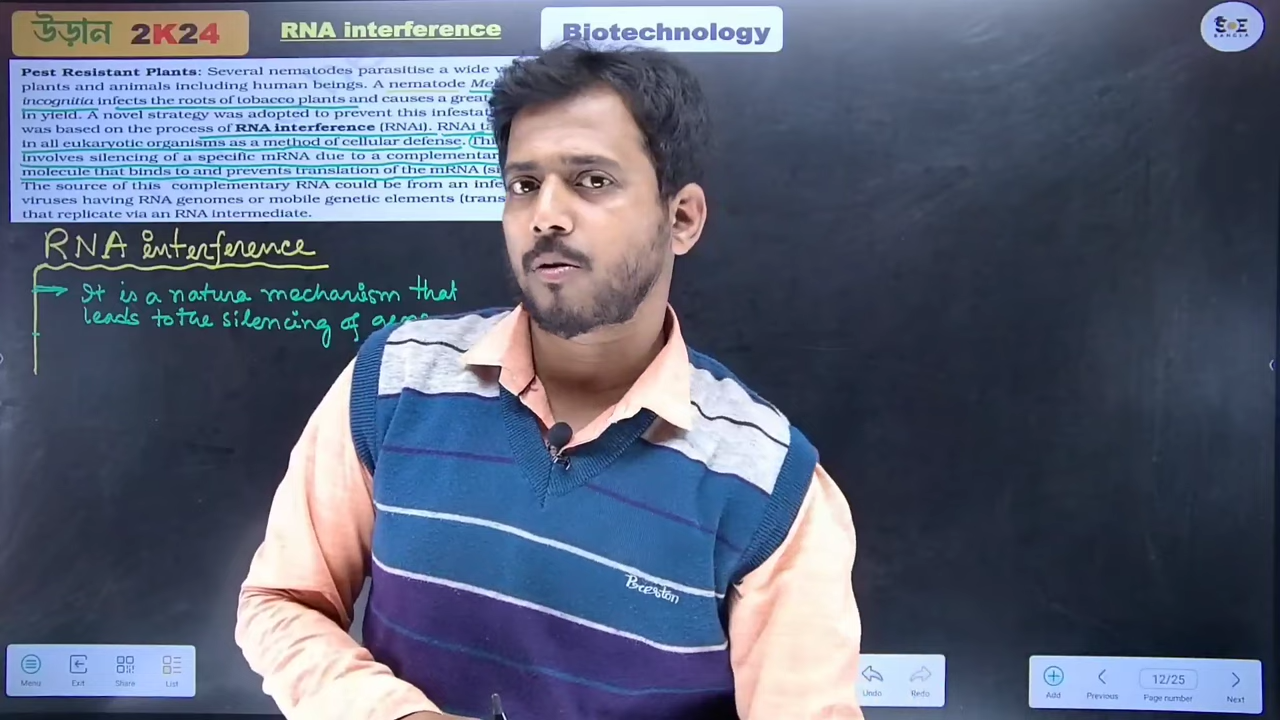 উড়ান 2K24
RNA interference
Biotechnology
SOE
BANGLA
Pest Resistant Plants: Several nematodes parasitise a wide
plants and animals including human beings. A nematode
incognitia infects the roots of tobacco plants and causes a great
in yield. A novel strategy was adopted to prevent this
was based on the process of RNA interference (RNAi). RNAi
in all eukaryotic organisms as a method of cellular defense.
involves silencing of a specific mRNA due to a
molecule that binds to and prevents translation of the mRNA
The source of this complementary RNA could be from an
viruses having RNA genomes or mobile genetic elements
that replicate via an RNA intermediate.
RNA interference
→ It is a natura mechanism that
leads to the silencing of
Breston
Menu
Exit
Share
List
Undo
Redo
Add
Previous
12/25
Page number
Next